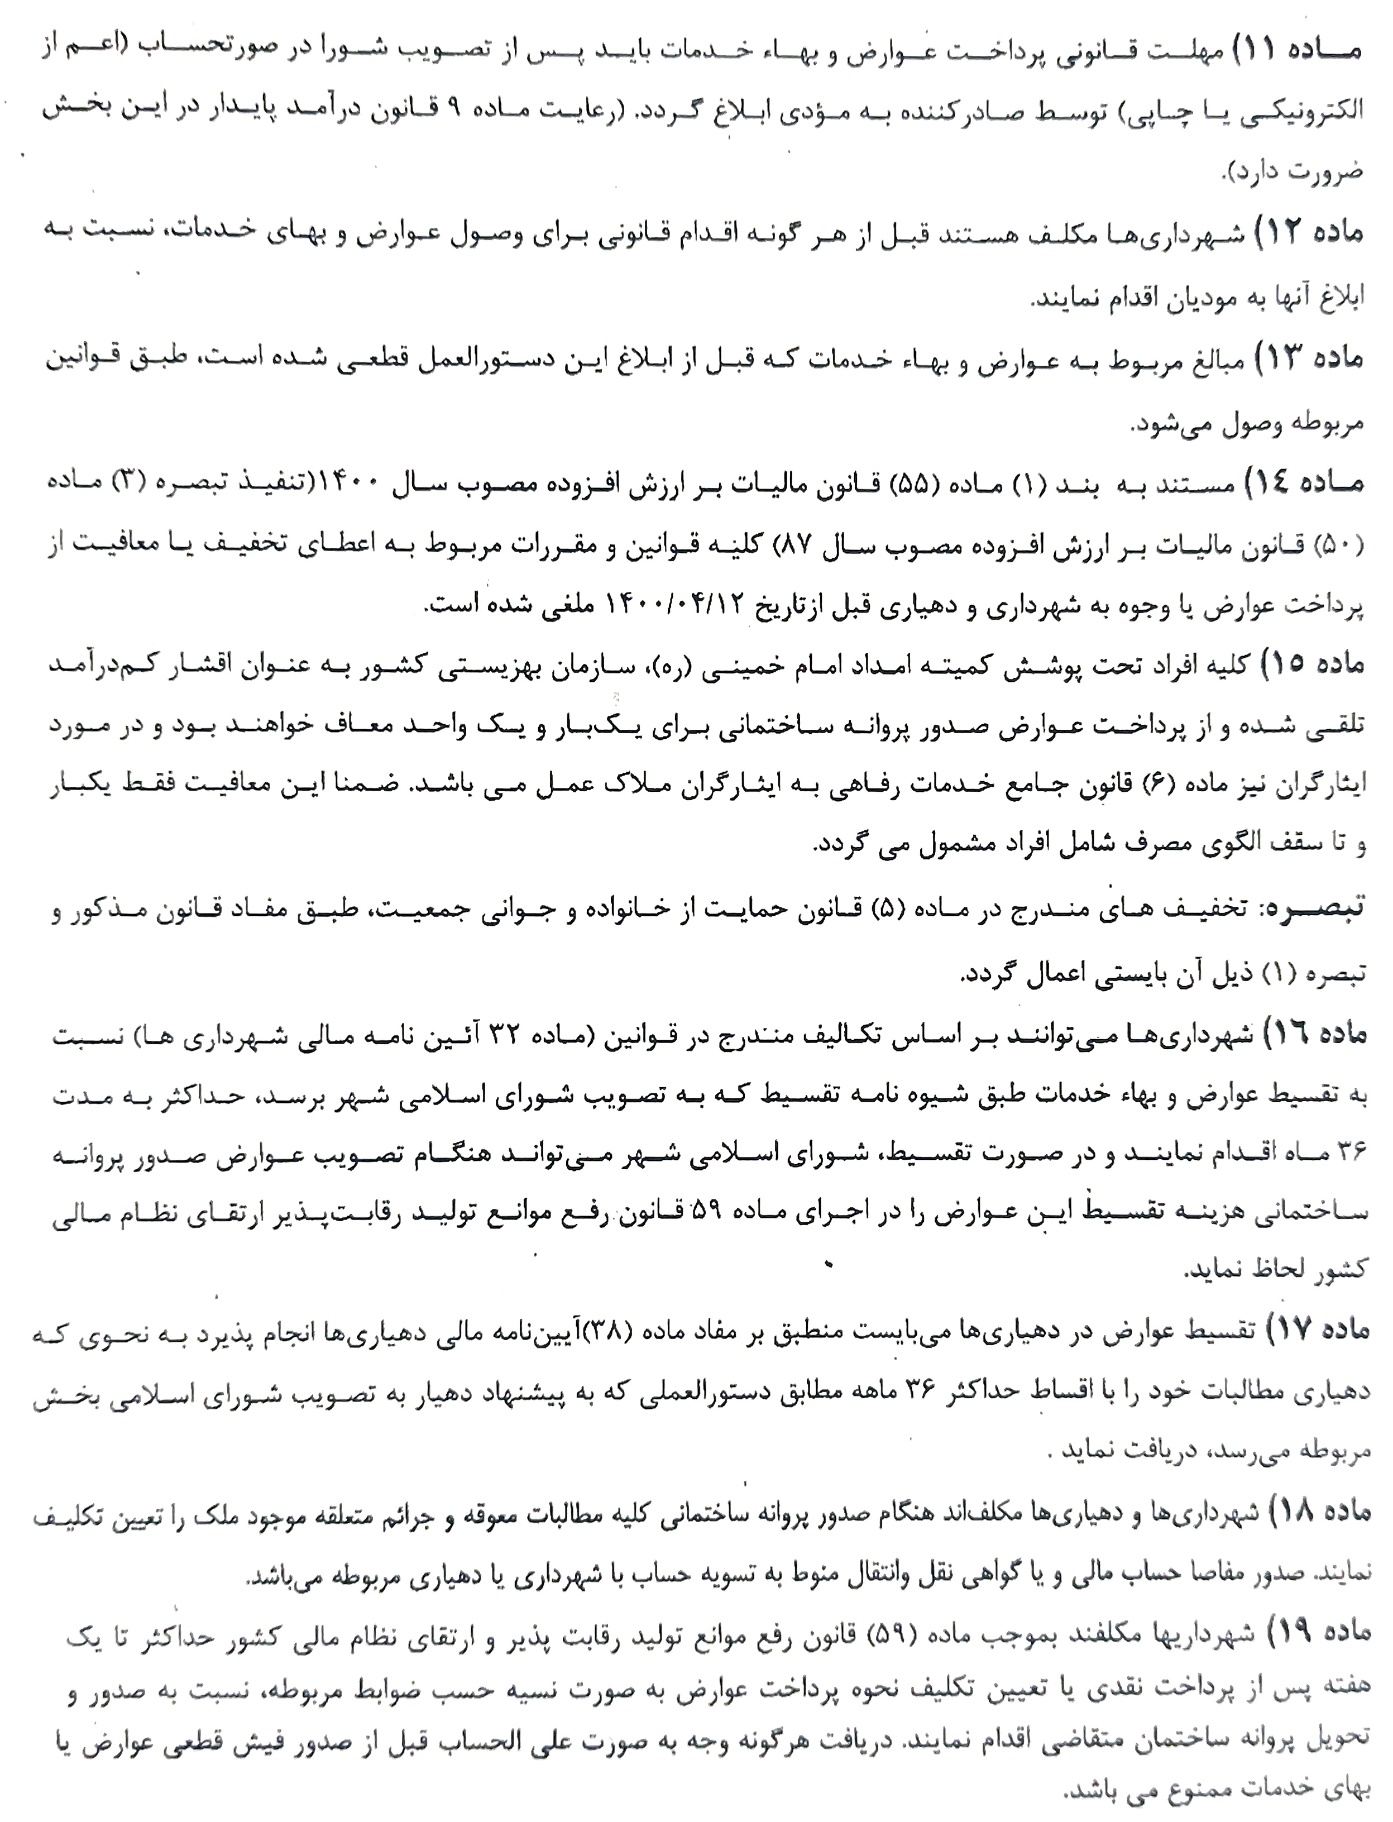 ماده ۱۱) مهلت قانونی پرداخت عوارض و بهاء خدمات باید پس از تصویب شورا در صورتحساب (اعم از
الکترونیکی یا چاپی) توسط صادرکننده به مؤدی ابلاغ گردد. (رعایت ماده ۹ قانون درآمد پایدار در این بخش
ضرورت دارد).
ماده ۱۲) شهرداری‌ها مکلف هستند قبل از هر گونه اقدام قانونی برای وصول عوارض و بهای خدمات، نسبت به
ابلاغ آنها به مودیان اقدام نمایند.
ماده ۱۳) مبالغ مربوط به عوارض و بهاء خدمات که قبل از ابلاغ این دستورالعمل قطعی شده است، طبق قوانین
مربوطه وصول می‌شود.
ماده ۱۴) مستند به بند (۱) ماده (۵۵) قانون مالیات بر ارزش افزوده مصوب سال ۱۴۰۰(تنفیذ تبصره (۳) ماده
(۵۰) قانون مالیات بر ارزش افزوده مصوب سال ۸۷) کلیه قوانین و مقررات مربوط به اعطای تخفیف یا معافیت از
پرداخت عوارض یا وجوه به شهرداری و دهیاری قبل ازتاریخ ۱۴۰۰/۰۴/۱۲ ملغی شده است.
ماده ۱۵) کلیه افراد تحت پوشش کمیته امداد امام خمینی (ره)، سازمان بهزیستی کشور به عنوان اقشار کم‌درآمد
تلقی شده و از پرداخت عوارض صدور پروانه ساختمانی برای یک‌بار و یک واحد معاف خواهند بود و در مورد
ایثارگران نیز ماده (۶) قانون جامع خدمات رفاهی به ایثارگران ملاک عمل می باشد. ضمنا این معافیت فقط یکبار
و تا سقف الگوی مصرف شامل افراد مشمول می گردد.
تبصره: تخفیف های مندرج در ماده (۵) قانون حمایت از خانواده و جوانی جمعیت، طبق مفاد قانون مذکور و
تبصره (۱) ذیل آن بایستی اعمال گردد.
ماده ۱۶) شهرداری‌ها می‌توانند بر اساس تکالیف مندرج در قوانین (ماده ۳۲ آئین نامه مالی شهرداری ها) نسبت
به تقسیط عوارض و بهاء خدمات طبق شیوه نامه تقسیط که به تصویب شورای اسلامی شهر برسد، حداکثر به مدت
۳۶ ماه اقدام نمایند و در صورت تقسیط، شورای اسلامی شهر می‌تواند هنگام تصویب عوارض صدور پروانه
ساختمانی هزینه تقسیط این عوارض را در اجرای ماده ۵۹ قانون رفع موانع تولید رقابت‌پذیر ارتقای نظام مالی
کشور لحاظ نماید.
ماده ۱۷) تقسیط عوارض در دهیاری‌ها می‌بایست منطبق بر مفاد ماده (۳۸)آیین‌نامه مالی دهیاری‌ها انجام پذیرد به نحوی که
دهیاری مطالبات خود را با اقساط حداکثر ۳۶ ماهه مطابق دستورالعملی که به پیشنهاد دهیار به تصویب شورای اسلامی بخش
مربوطه می‌رسد، دریافت نماید .
ماده ۱۸) شهرداری‌ها و دهیاری‌ها مکلف‌اند هنگام صدور پروانه ساختمانی کلیه مطالبات معوقه و جرائم متعلقه موجود ملک را تعیین تکلیف
نمایند. صدور مفاصا حساب مالی و یا گواهی نقل وانتقال منوط به تسویه حساب با شهرداری یا دهیاری مربوطه می‌باشد.
ماده ۱۹) شهرداریها مکلفند بموجب ماده (۵۹) قانون رفع موانع تولید رقابت پذیر و ارتقای نظام مالی کشور حداکثر تا یک
هفته پس از پرداخت نقدی یا تعیین تکلیف نحوه پرداخت عوارض به صورت نسیه حسب ضوابط مربوطه، نسبت به صدور و
تحویل پروانه ساختمان متقاضی اقدام نمایند. دریافت هرگونه وجه به صورت علی الحساب قبل از صدور فیش قطعی عوارض یا
بهای خدمات ممنوع می باشد.